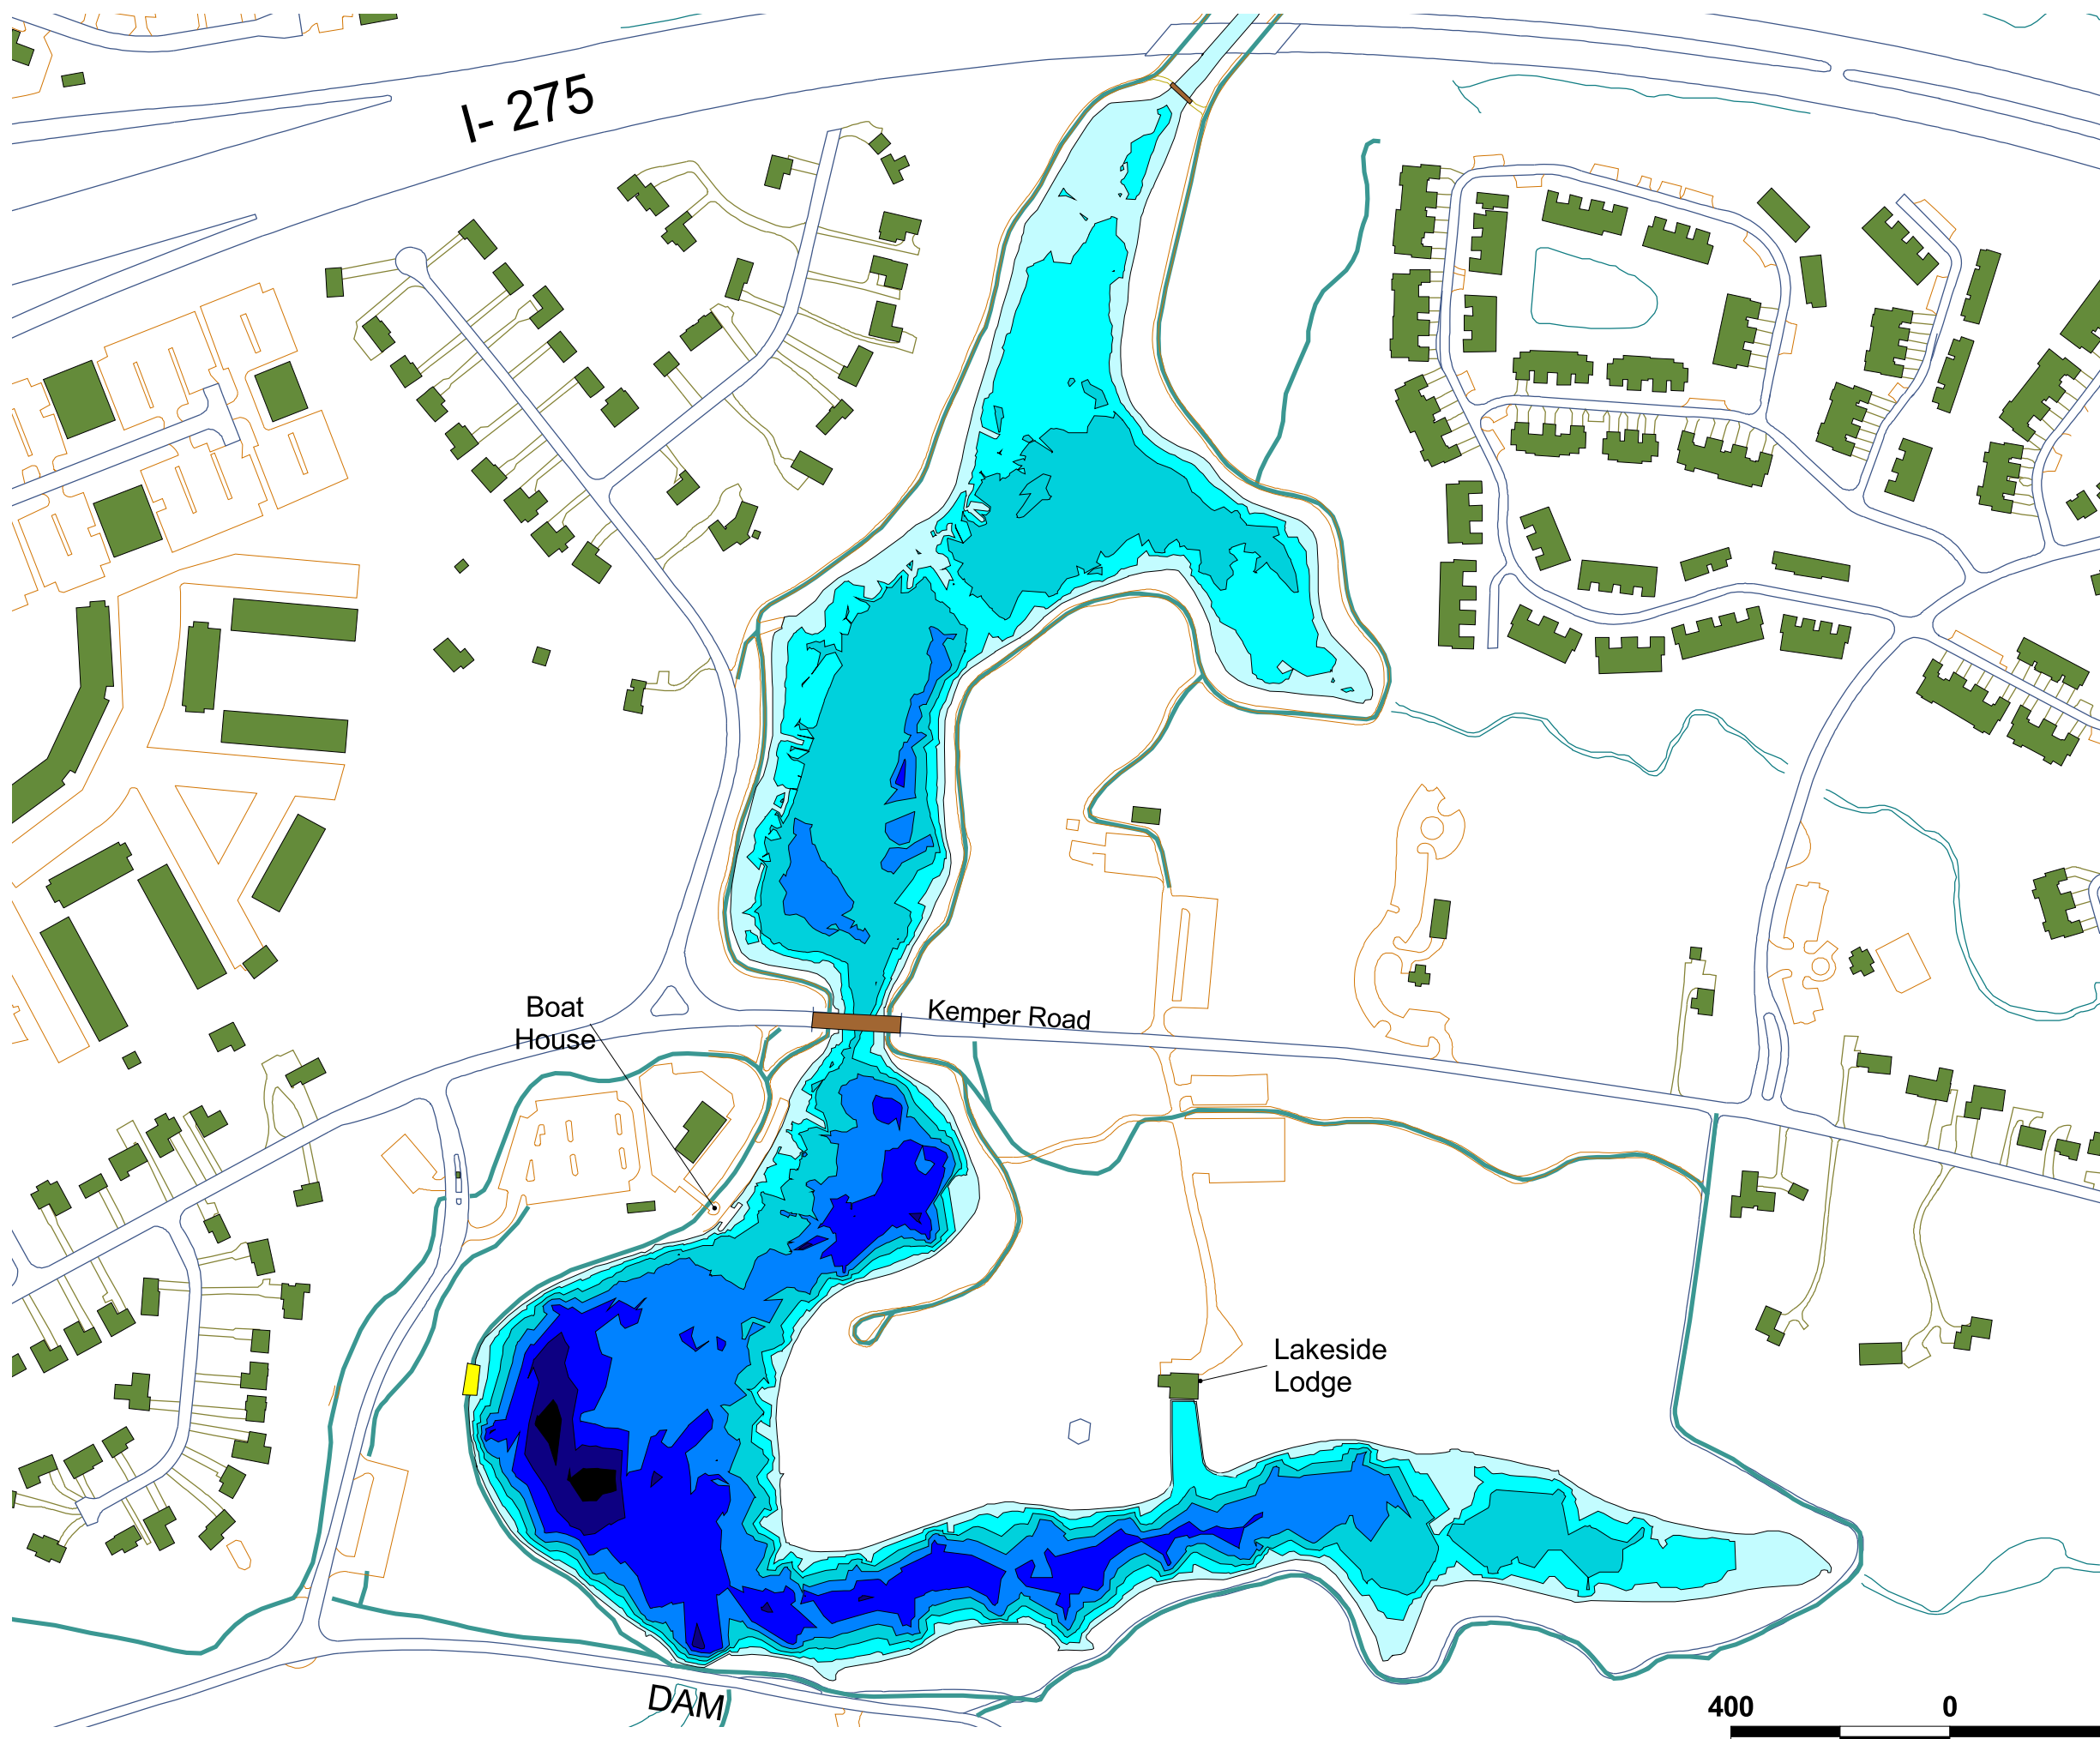 I- 275
Boat
House
Kemper Road
Lakeside
Lodge
DAM
400 0